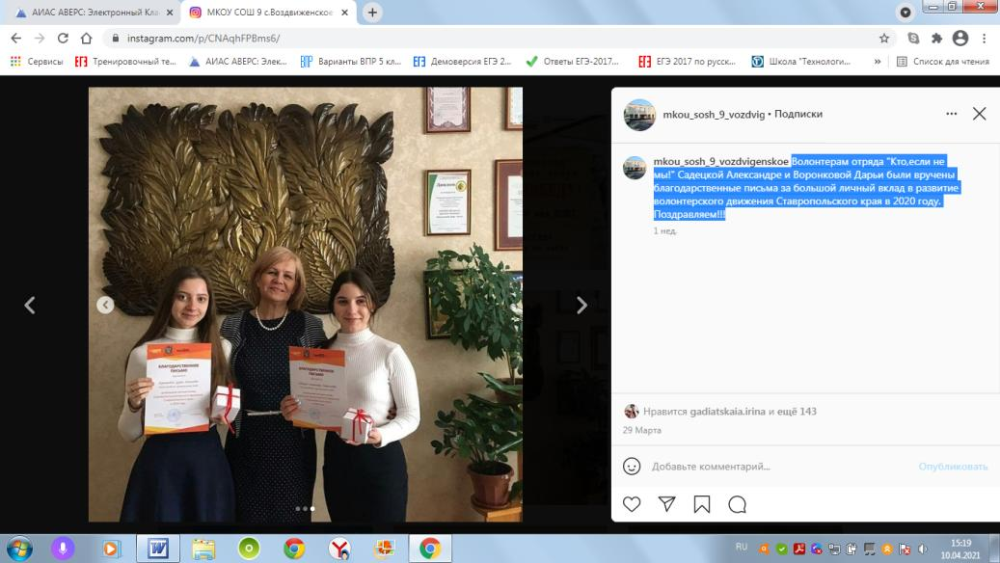 АИАС АВЕРС: Электронный Кла
МКОУ СОШ 9 с.Воздвиженское
instagram.com/p/CNAqhFPBms6/
Сервисы
Тренировочный те...
АИАС АВЕРС: Элек...
Варианты ВПР 5 кл...
Демоверсия ЕГЭ 2...
Ответы ЕГЭ-2017...
ЕГЭ 2017 по русск...
Школа "Технологи...
»
Список для чтения
mkou_sosh_9_vozdvig • Подписки
mkou_sosh_9_vozdvigenskoe Волонтерам отряда "Кто,если не
мы!" Садецкой Александре и Воронковой Дарьи были вручены
благодарственные письма за большой личный вклад в развитие
волонтерского движения Ставропольского края в 2020 году.
Поздравляем!!!
1 нед.
Диплом
БЛАГОДАРСТВЕННОЕ
ПИСЬМО
БЛАГОДАРСТВЕННОЕ
ПИСЬМО
Нравится gadiatskaia.irina и ещё 143
29 Марта
Добавьте комментарий...
Опубликовать
RU
15:19
10.04.2021